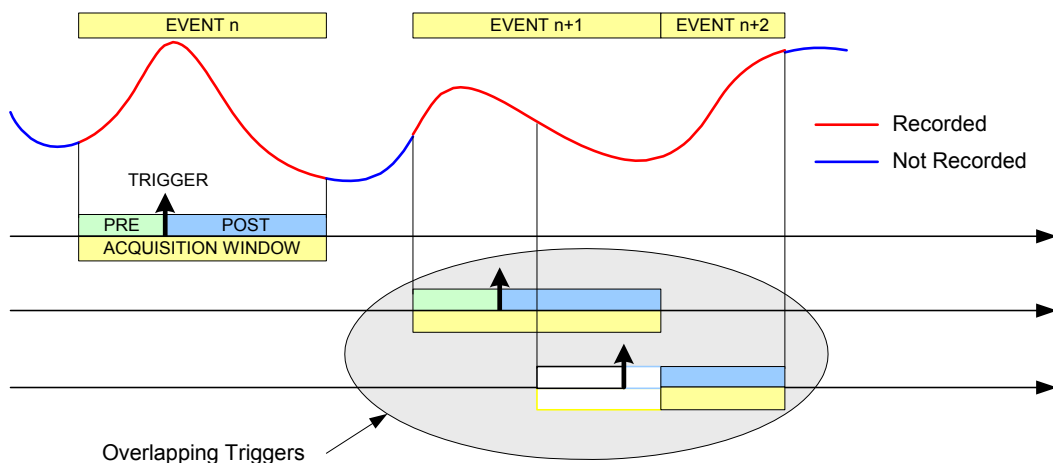 EVENT n
EVENT n+1
EVENT n+2
Recorded
Not Recorded
TRIGGER
PRE
POST
ACQUISITION WINDOW
Overlapping Triggers